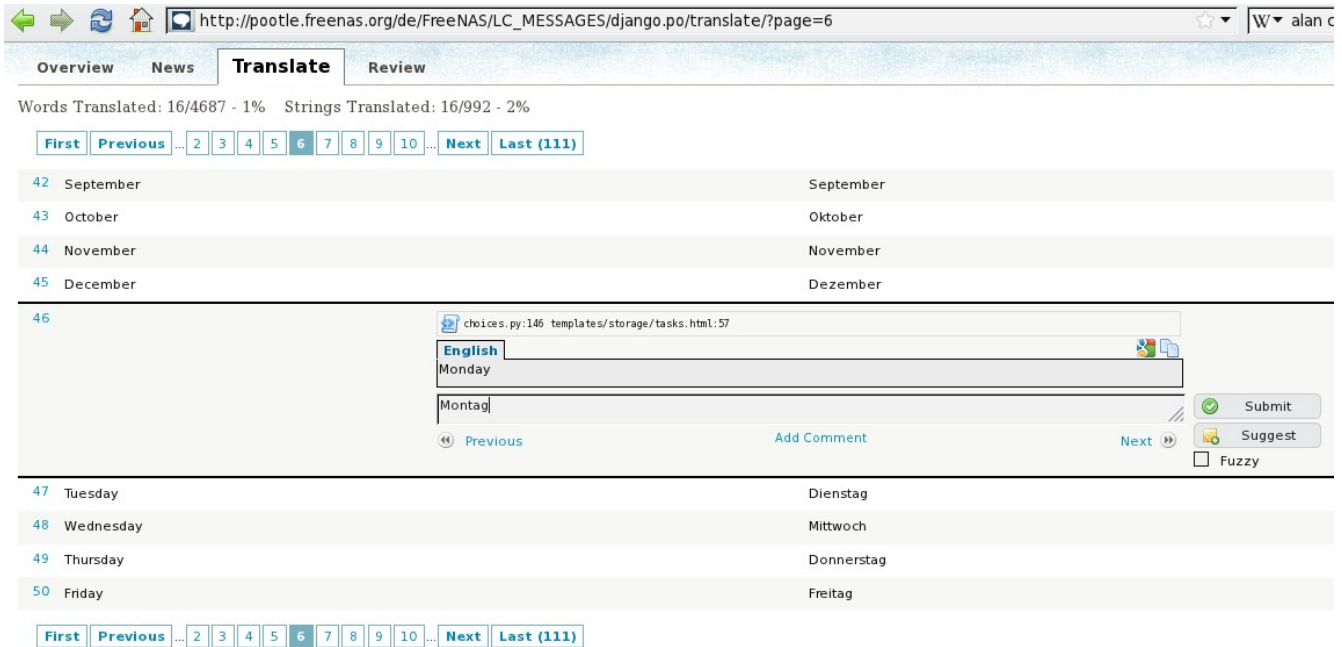 http://pootle.freenas.org/de/FreeNAS/LC_MESSAGES/django.po/translate/?page=6 W alan
Overview News Translate Review
Words Translated: 16/4687 - 1% Strings Translated: 16/992 - 2%
First Previous ... 2 3 4 5 6 7 8 9 10 ... Next Last (111)
42 September September
43 October Oktober
44 November November
45 December Dezember
46 choices.py:146 templates/storage/tasks.html:57
English
Monday
Montag Submit
Previous Add Comment Next Suggest
Fuzzy
47 Tuesday Dienstag
48 Wednesday Mittwoch
49 Thursday Donnerstag
50 Friday Freitag
First Previous ... 2 3 4 5 6 7 8 9 10 ... Next Last (111)